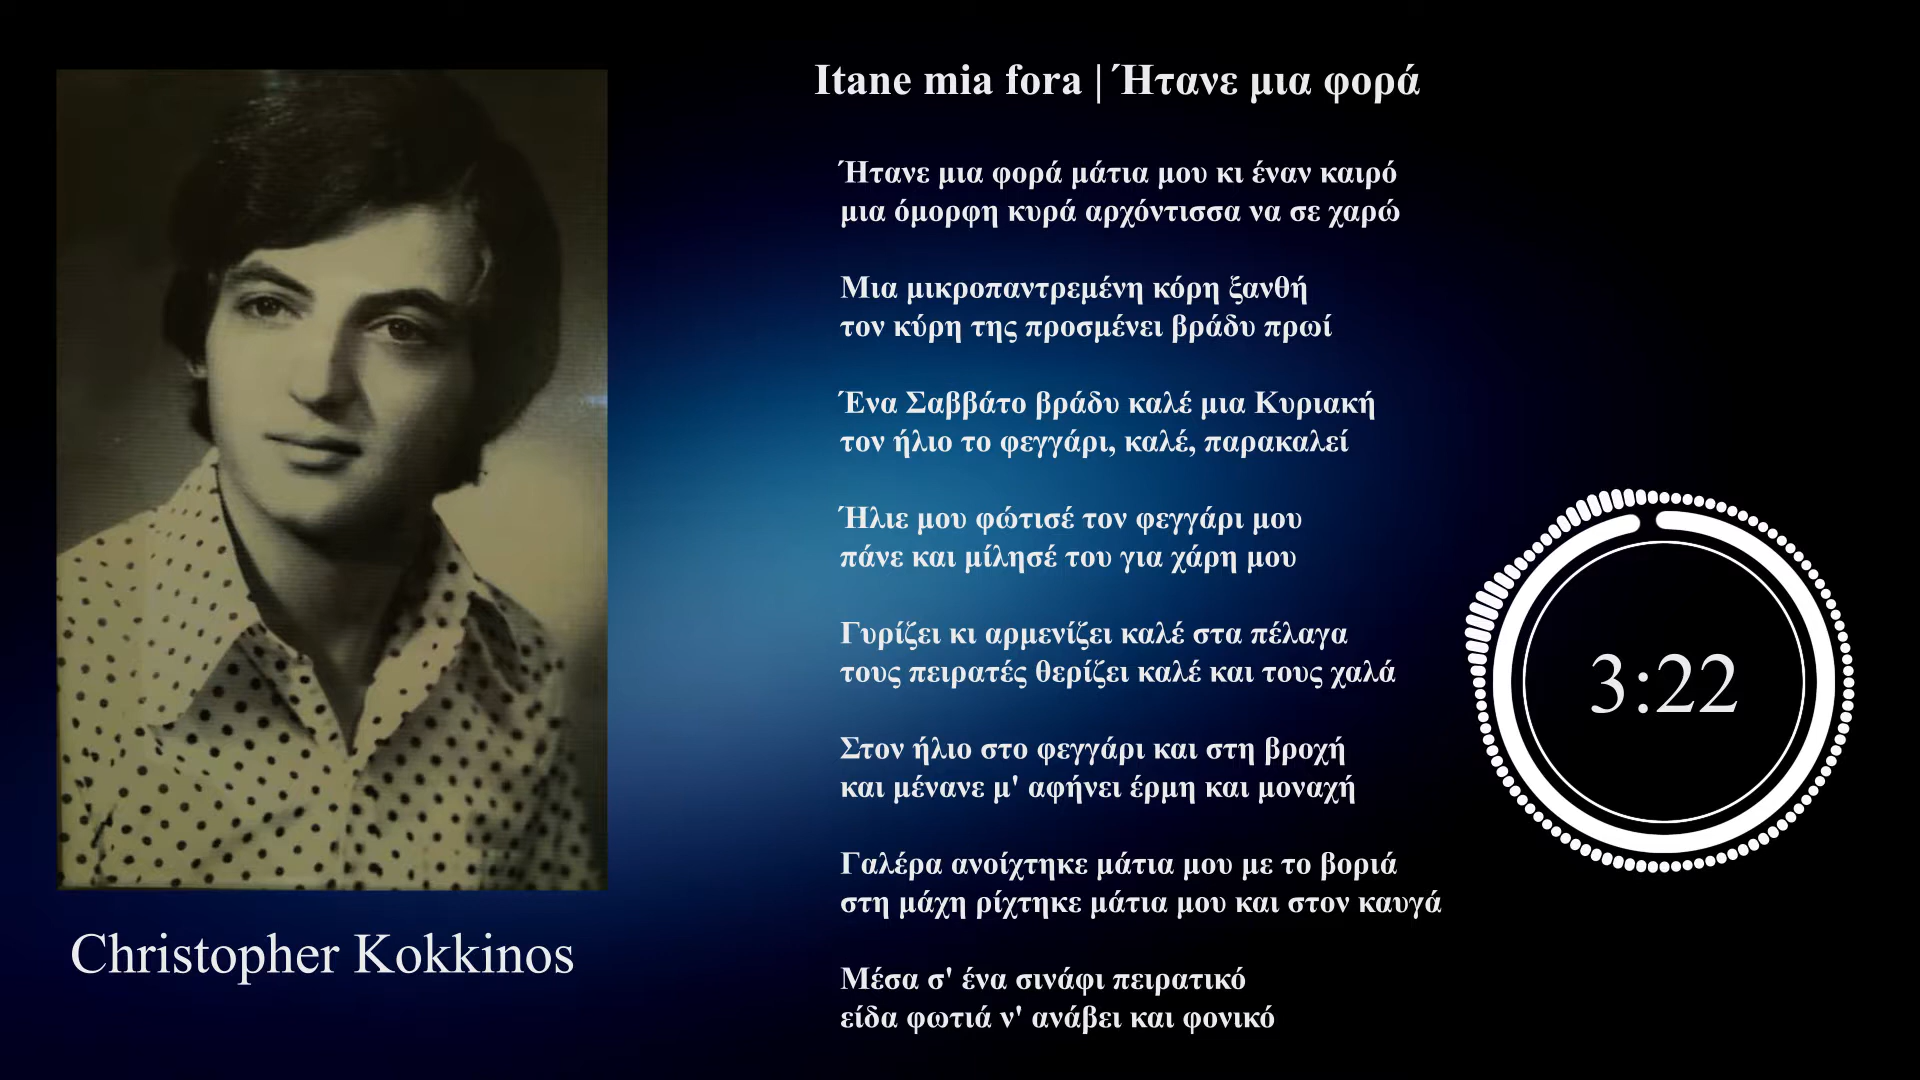 Itane mia fora | Ήτανε μια φορά
Ήτανε μια φορά μάτια μου κι έναν καιρό
μια όμορφη κυρά αρχόντισσα να σε χαρώ
Μια μικροπαντρεμένη κόρη ξανθή
τον κύρη της προσμένει βράδυ πρωί
Ένα Σαββάτο βράδυ καλέ μια Κυριακή
τον ήλιο το φεγγάρι, καλέ, παρακαλεί
Ήλιε μου φώτισέ τον φεγγάρι μου
πάνε και μίλησέ του για χάρη μου
Γυρίζει κι αρμενίζει καλέ στα πέλαγα
τους πειρατές θερίζει καλέ και τους χαλά
Στον ήλιο στο φεγγάρι και στη βροχή
και μένανε μ' αφήνει έρμη και μοναχή
Γαλέρα ανοίχτηκε μάτια μου με το βοριά
στη μάχη ρίχτηκε μάτια μου και στον καυγά
Μέσα σ' ένα σινάφι πειρατικό
είδα φωτιά ν' ανάβει και φονικό
3:22
Christopher Kokkinos